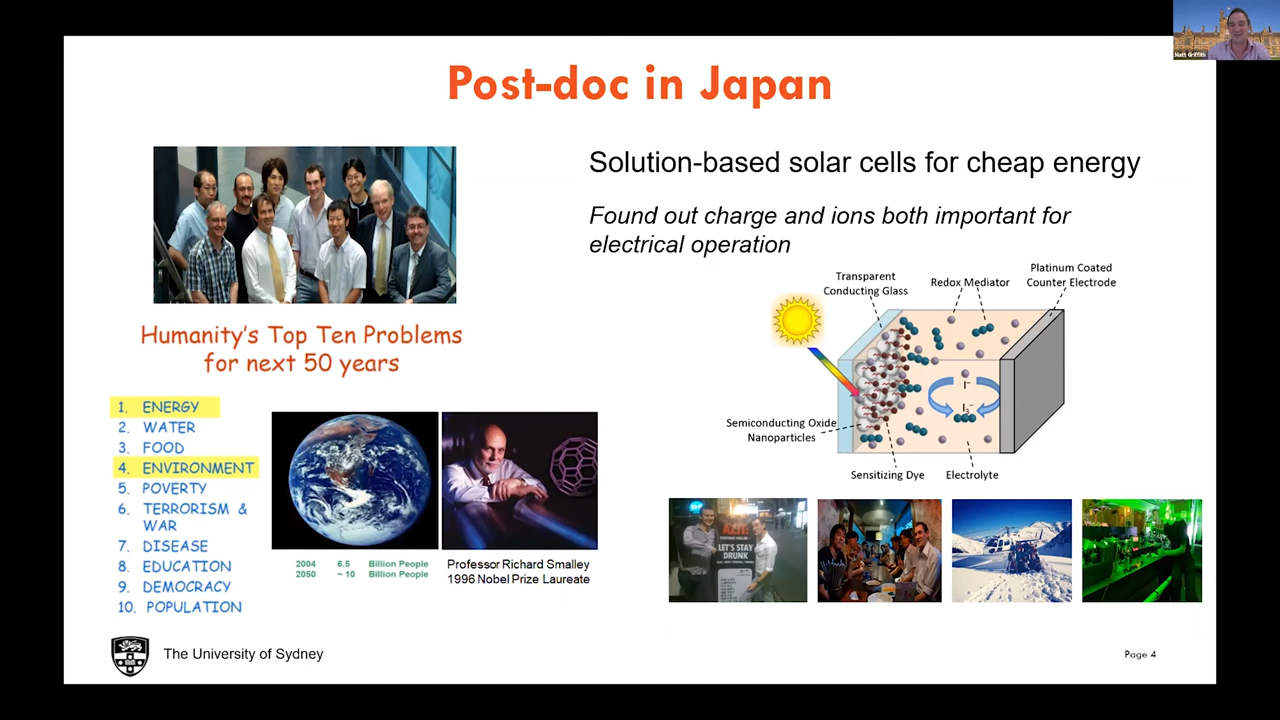 Matt Griffith
Post-doc in Japan
Solution-based solar cells for cheap energy
Found out charge and ions both important for
electrical operation
Humanity's Top Ten Problems
for next 50 years
1. ENERGY
2. WATER
3. FOOD
4. ENVIRONMENT
5. POVERTY
6. TERRORISM &
WAR
7. DISEASE
8. EDUCATION
9. DEMOCRACY
10. POPULATION
2004 6.5 Billion People
2050 ~ 10 Billion People
Professor Richard Smalley
1996 Nobel Prize Laureate
Transparent
Conducting Glass
Redox Mediator
Platinum Coated
Counter Electrode
I⁻
I₃⁻
Semiconducting Oxide
Nanoparticles
Sensitizing Dye
Electrolyte
LET'S STAY
DRUNK
The University of Sydney
Page 4